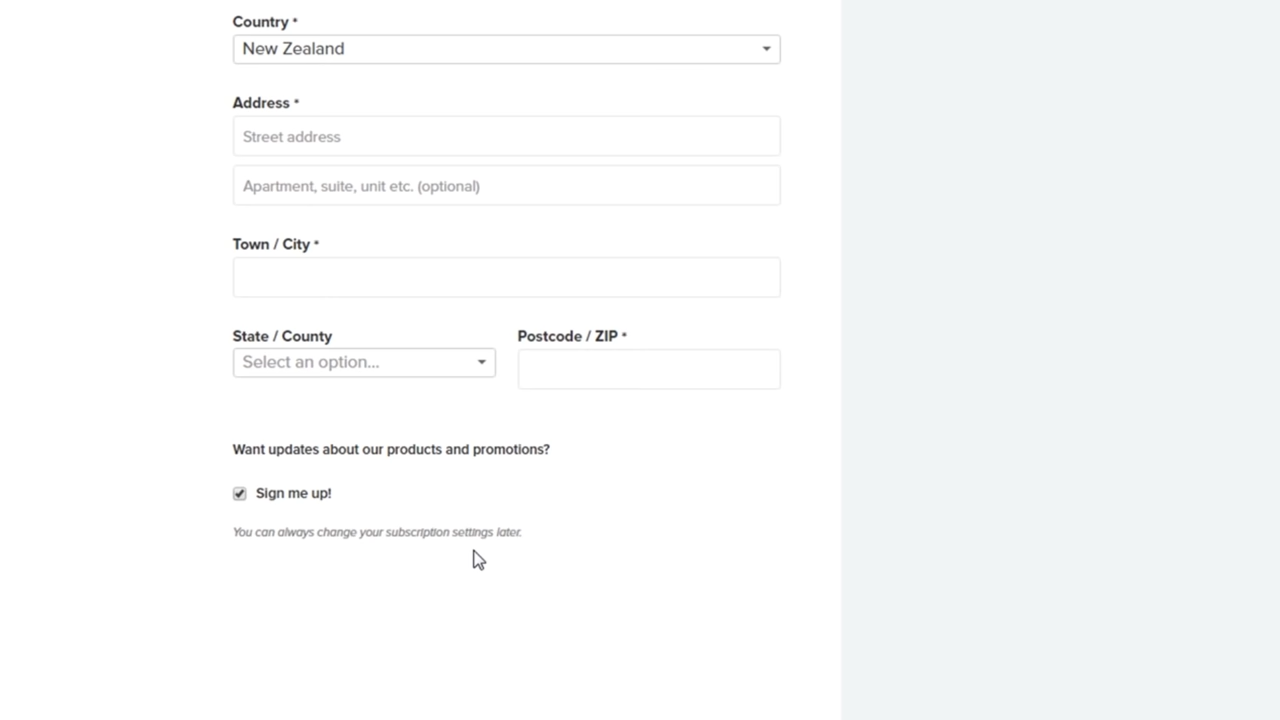 Country *
New Zealand
Address *
Street address
Apartment, suite, unit etc. (optional)
Town / City *
State / County
Postcode / ZIP *
Select an option...
Want updates about our products and promotions?
Sign me up!
You can always change your subscription settings later.